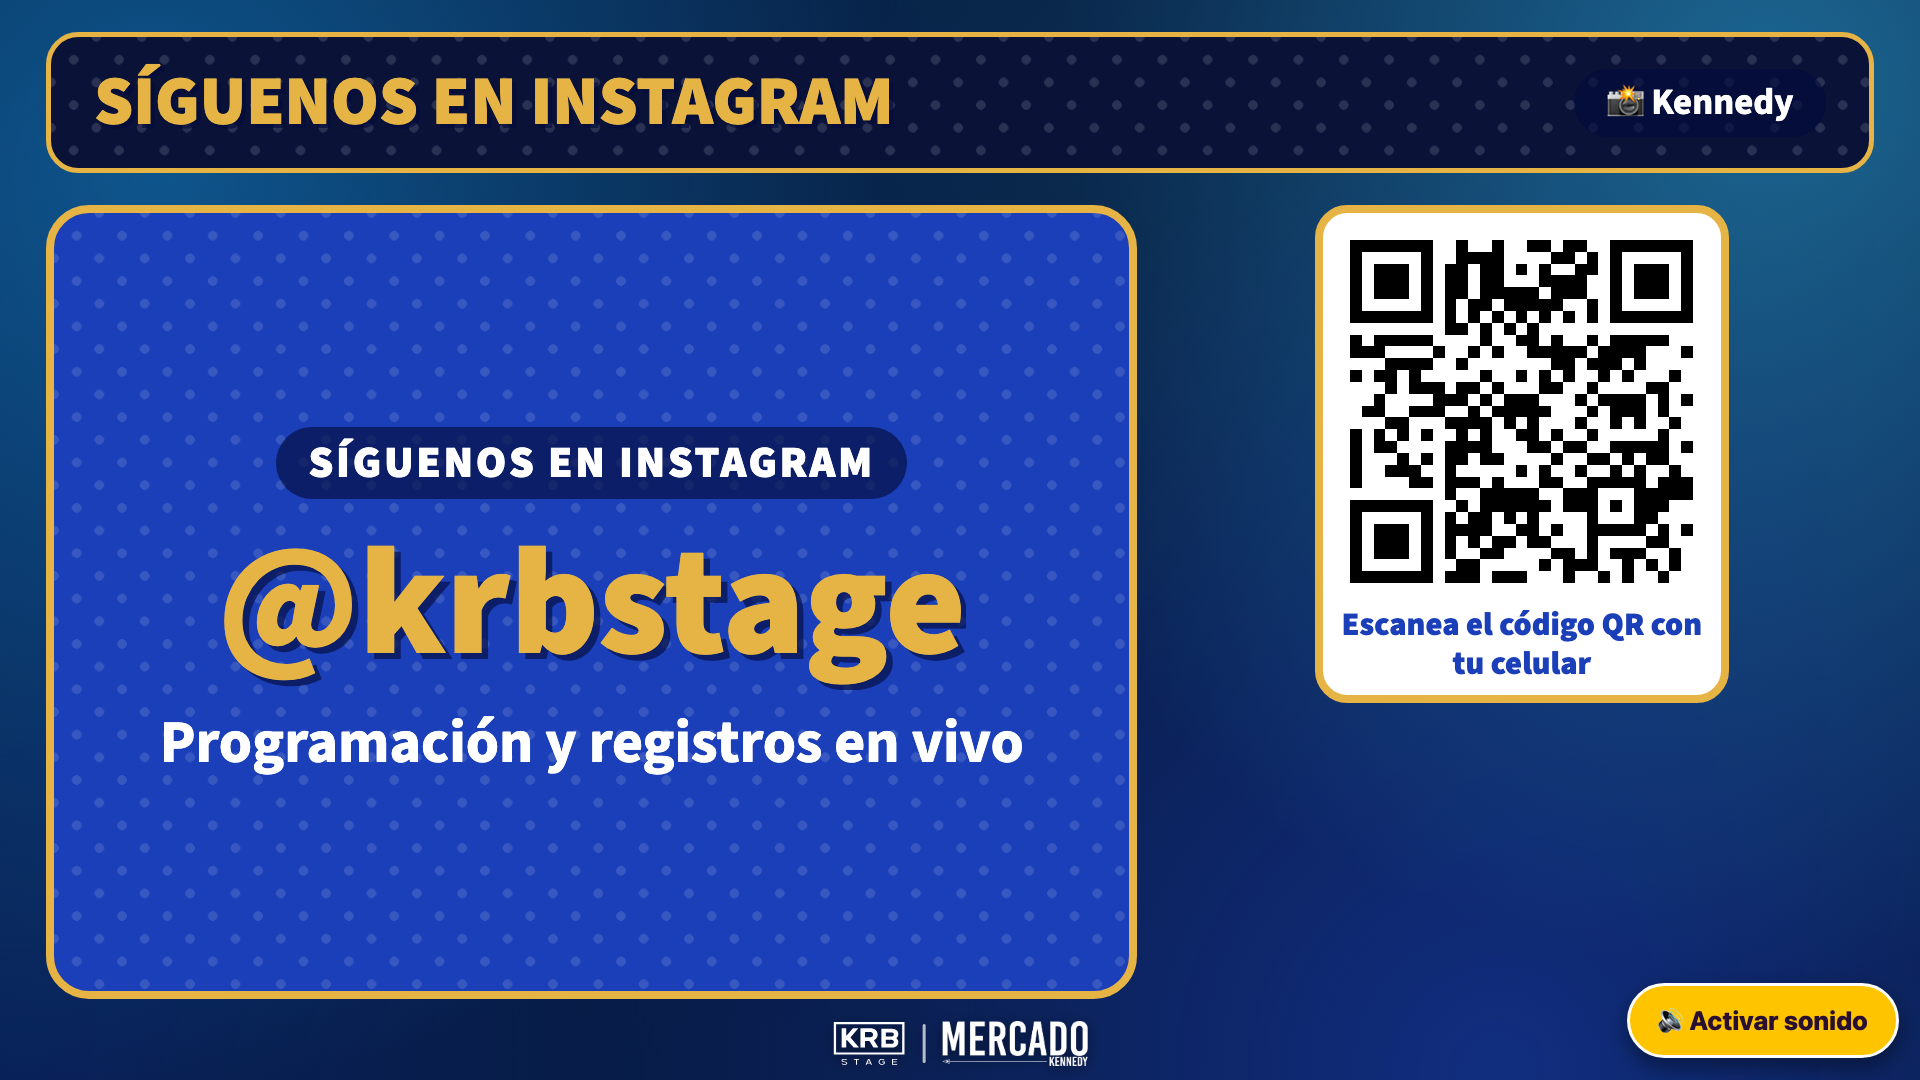 SÍGUENOS EN INSTAGRAM
📸 Kennedy
SÍGUENOS EN INSTAGRAM
@krbstage
Programación y registros en vivo
Escanea el código QR con
tu celular
KRB
STAGE
MERCADO
KENNEDY
🔊 Activar sonido